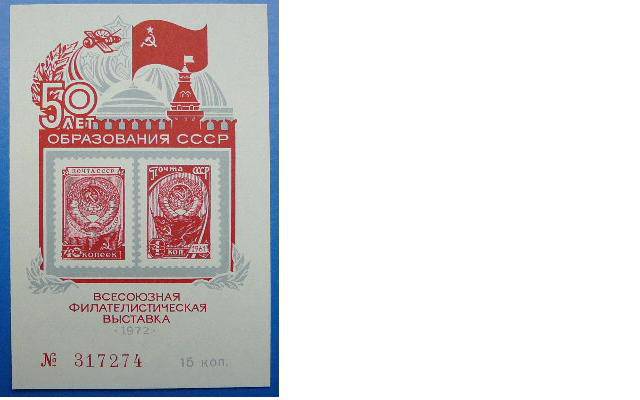 50
ЛЕТ
ОБРАЗОВАНИЯ СССР
ПОЧТА СССР
40 КОПЕЕК
Почта СССР
КОП 1961
ВСЕСОЮЗНАЯ
ФИЛАТЕЛИСТИЧЕСКАЯ
ВЫСТАВКА
·1972·
№ 317274 15 коп.